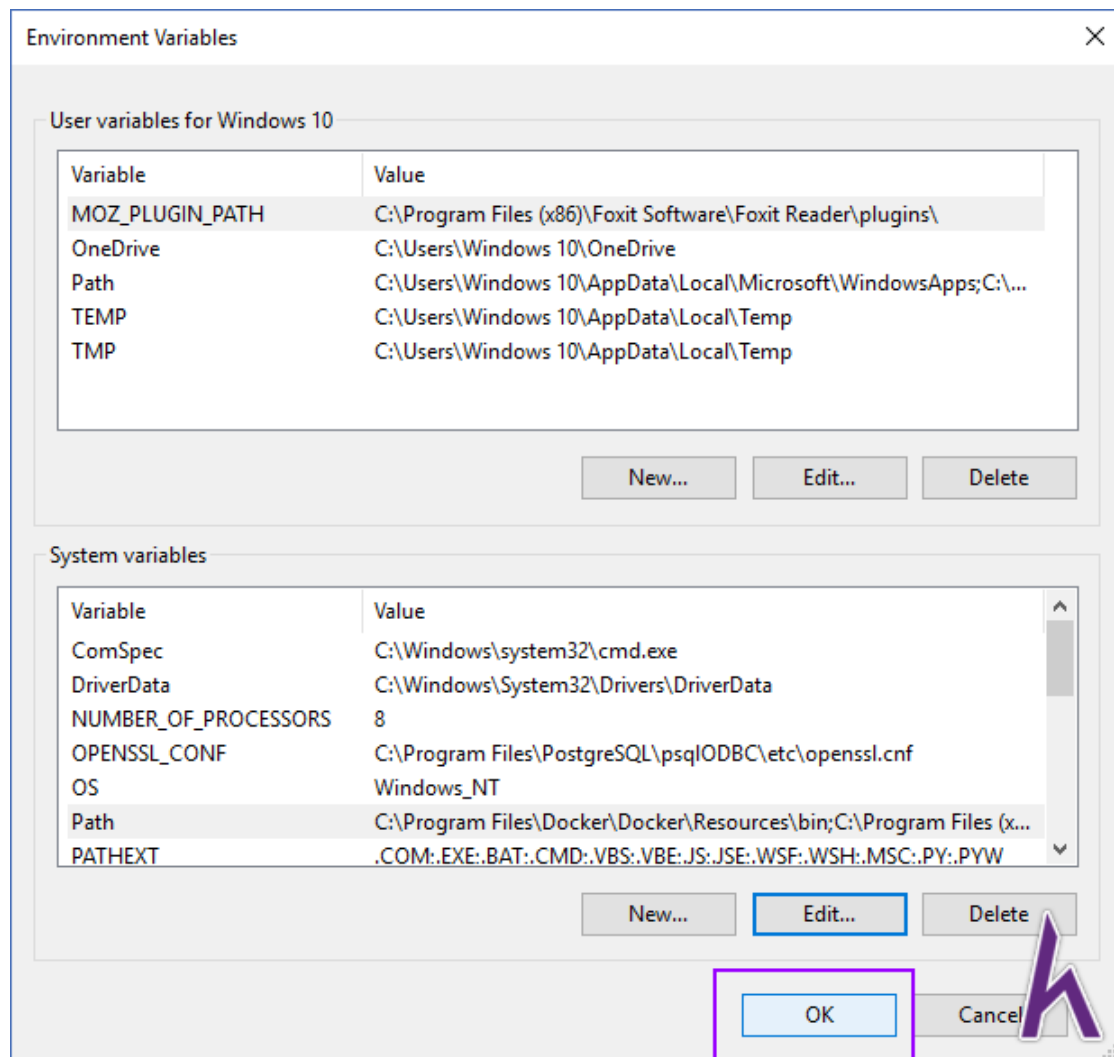 Environment Variables
User variables for Windows 10
Variable Value
MOZ_PLUGIN_PATH C:\Program Files (x86)\Foxit Software\Foxit Reader\plugins\
OneDrive C:\Users\Windows 10\OneDrive
Path C:\Users\Windows 10\AppData\Local\Microsoft\WindowsApps;C:\...
TEMP C:\Users\Windows 10\AppData\Local\Temp
TMP C:\Users\Windows 10\AppData\Local\Temp
New... Edit... Delete
System variables
Variable Value
ComSpec C:\Windows\system32\cmd.exe
DriverData C:\Windows\System32\Drivers\DriverData
NUMBER_OF_PROCESSORS 8
OPENSSL_CONF C:\Program Files\PostgreSQL\psqlODBC\etc\openssl.cnf
OS Windows_NT
Path C:\Program Files\Docker\Docker\Resources\bin;C:\Program Files (x...
PATHEXT .COM;.EXE;.BAT;.CMD;.VBS;.VBE;.JS;.JSE;.WSF;.WSH;.MSC;.PY;.PYW
New... Edit... Delete
OK Cancel
h